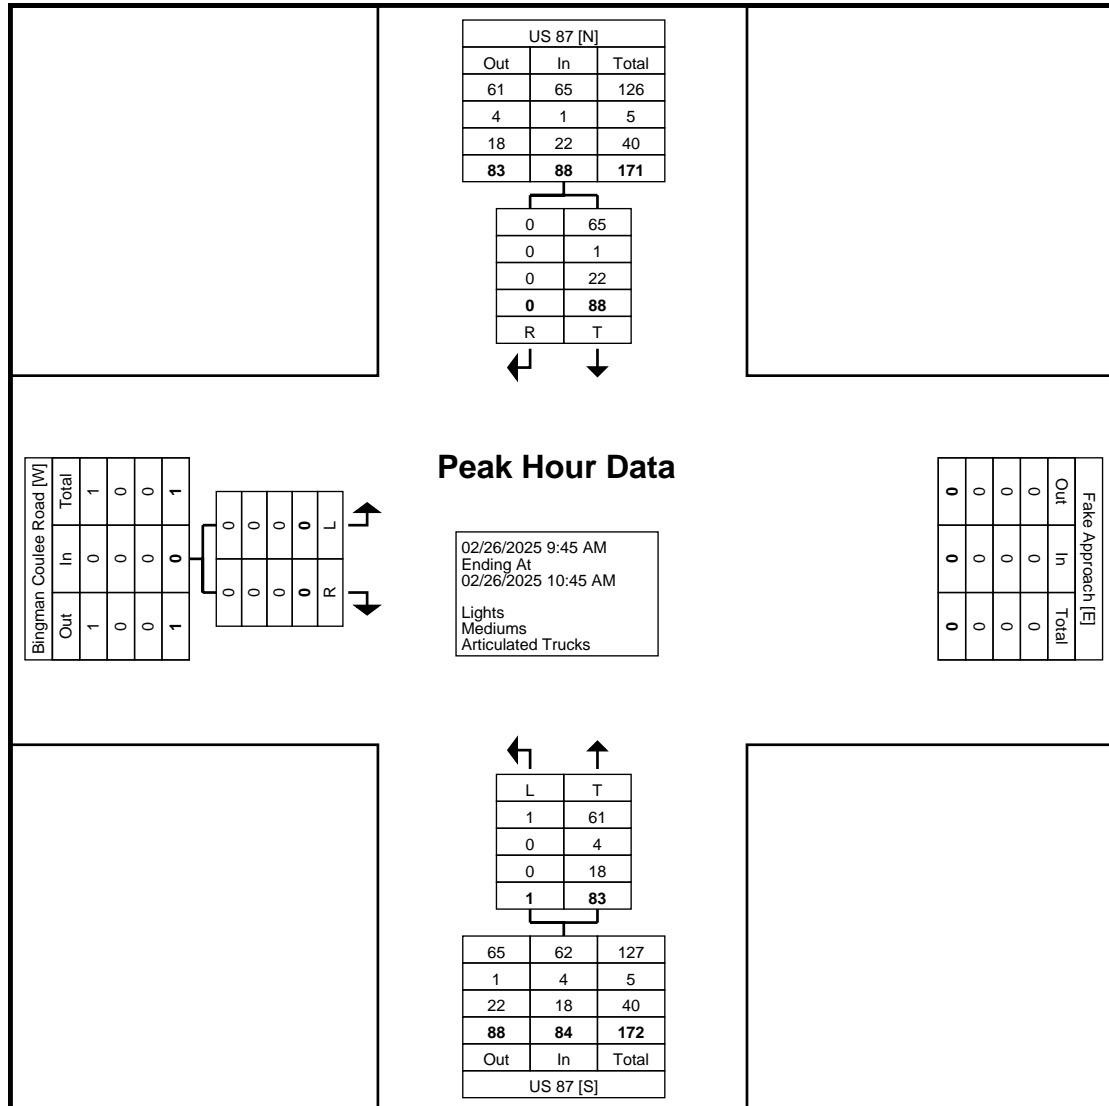 US 87 [N]
Out In Total
61 65 126
4 1 5
18 22 40
83 88 171
0 65
0 1
0 22
0 88
R T
Bingman Coulee Road [W]
Out In Total
1 0 1
0 0 0
0 0 0
1 0 1
0 0
0 0
0 0
0 0
R L
Peak Hour Data
02/26/2025 9:45 AM
Ending At
02/26/2025 10:45 AM
Lights
Mediums
Articulated Trucks
Fake Approach [E]
Out In Total
0 0 0
0 0 0
0 0 0
0 0 0
L T
1 61
0 4
0 18
1 83
65 62 127
1 4 5
22 18 40
88 84 172
Out In Total
US 87 [S]